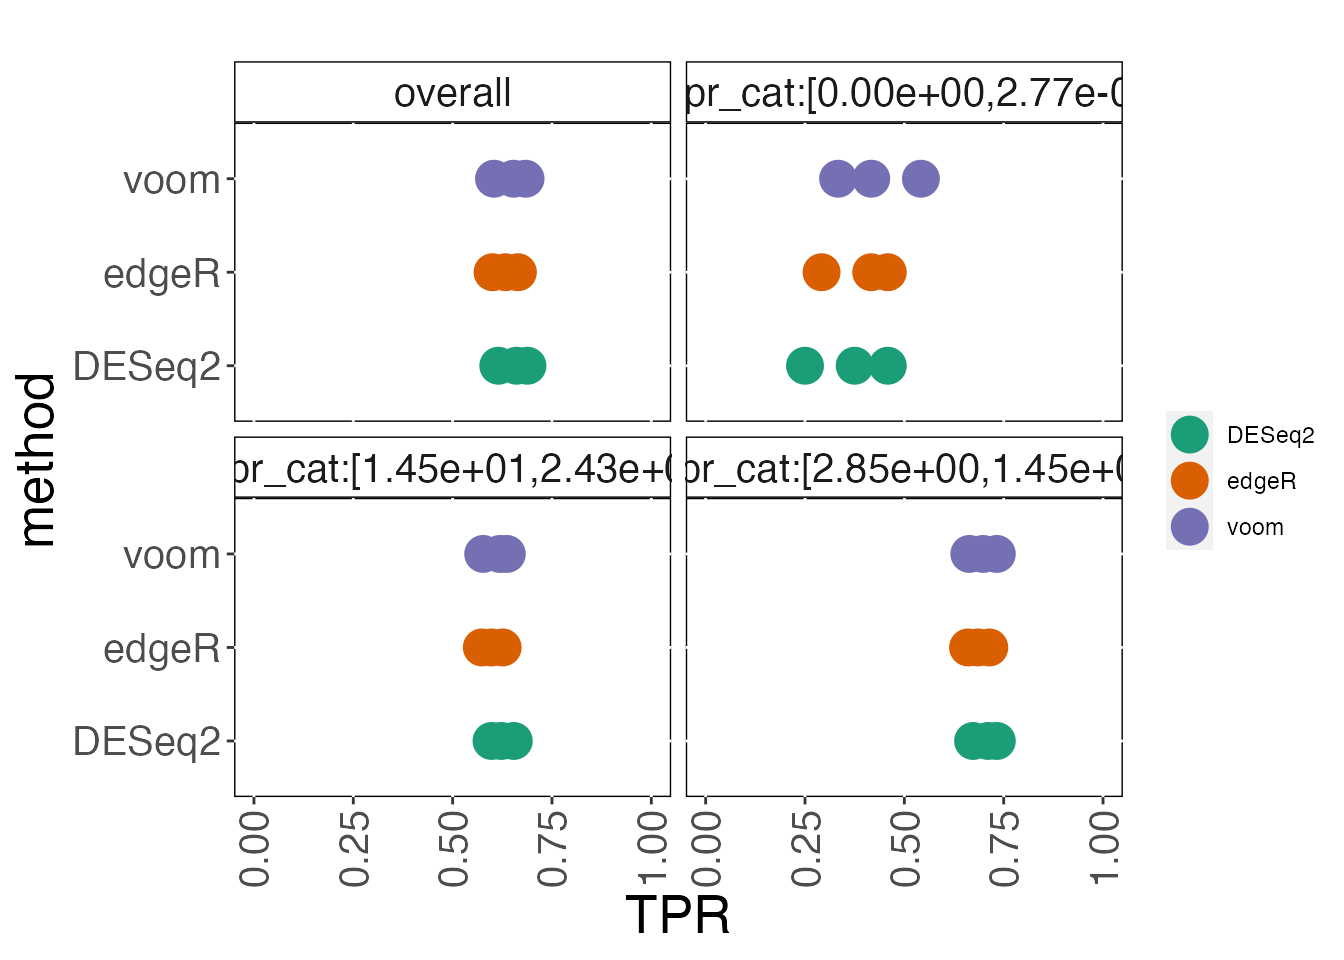 overall
pr_cat:[0.00e+00,2.77e-0
voom
edgeR
DESeq2
method
pr_cat:[1.45e+01,2.43e+0
pr_cat:[2.85e+00,1.45e+0
voom
edgeR
DESeq2
0.00
0.25
0.50
0.75
1.00
0.00
0.25
0.50
0.75
1.00
TPR
DESeq2
edgeR
voom